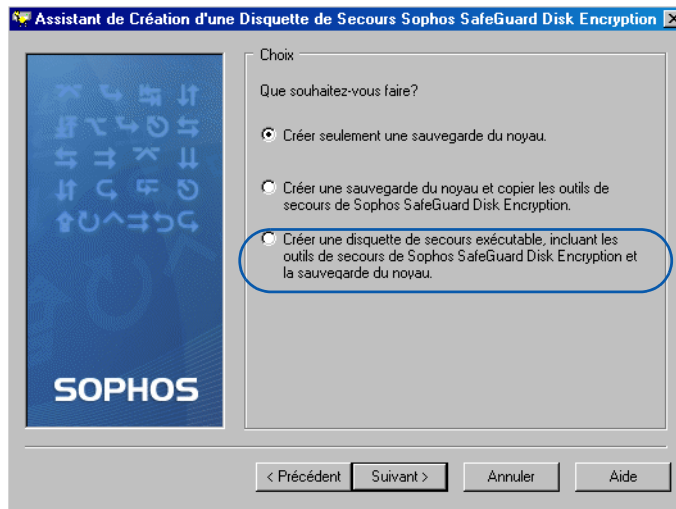 Assistant de Création d'une Disquette de Secours Sophos SafeGuard Disk Encryption
Choix
Que souhaitez-vous faire?
Créer seulement une sauvegarde du noyau.
Créer une sauvegarde du noyau et copier les outils de
secours de Sophos SafeGuard Disk Encryption.
Créer une disquette de secours exécutable, incluant les
outils de secours de Sophos SafeGuard Disk Encryption et
la sauvegarde du noyau.
SOPHOS
< Précédent
Suivant >
Annuler
Aide